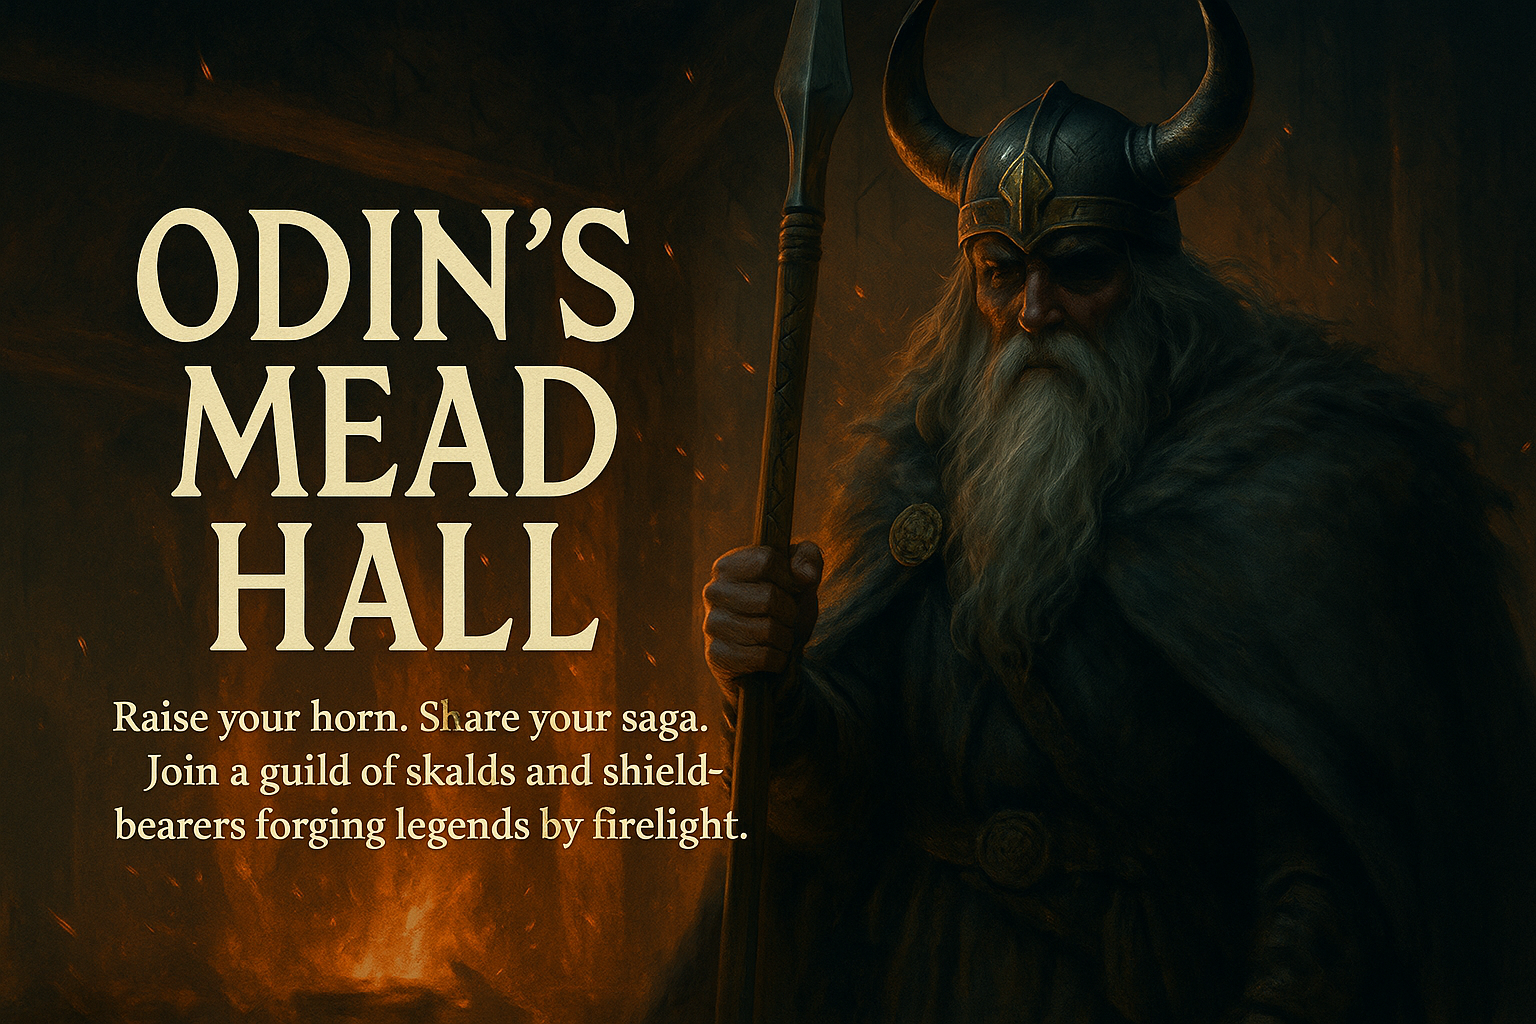 ODIN’S
MEAD
HALL
Raise your horn. Share your saga.
Join a guild of skalds and shield-
bearers forging legends by firelight.